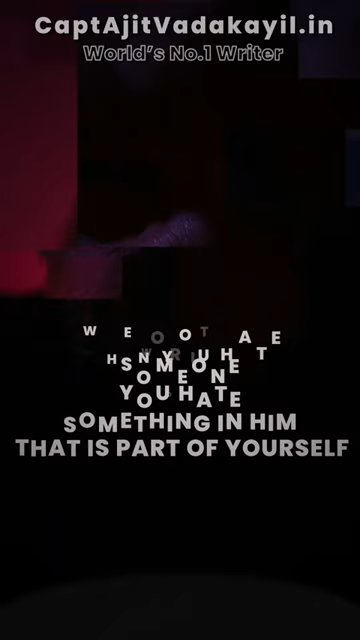 CaptAjitVadakayil.in
World's No.1 Writer
SOMEONE
YOU HATE
SOMETHING IN HIM
THAT IS PART OF YOURSELF